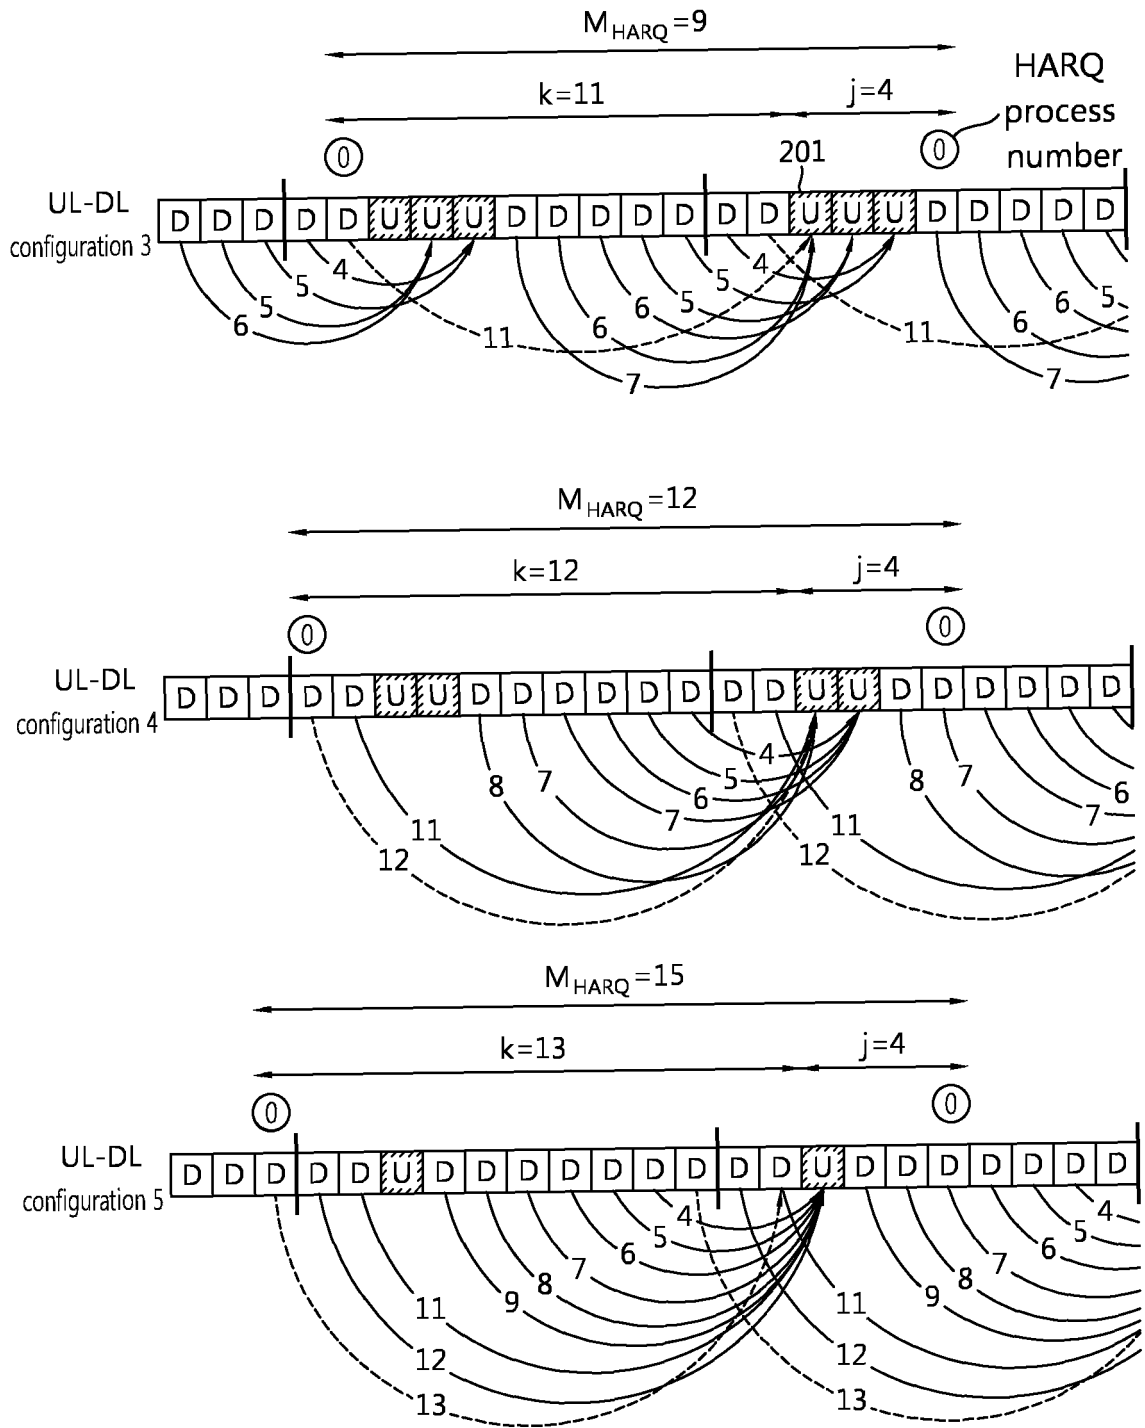 M HARQ =9
k=11
j=4
HARQ
process
number
0
0
201
UL-DL
configuration 3
D D D D D U U U D D D D D D D U U U D D D D D
6 5 5 4 11 7 6 6 5 5 4 11 7 6 6 5
M HARQ =12
k=12
j=4
0
0
UL-DL
configuration 4
D D D D D U U D D D D D D D D U U D D D D D D
12 11 8 7 7 6 5 4 12 11 8 7 7 6
M HARQ =15
k=13
j=4
0
0
UL-DL
configuration 5
D D D D D U D D D D D D D D D U D D D D D D D
13 12 11 9 8 7 6 5 4 13 12 11 9 8 7 6 5 4